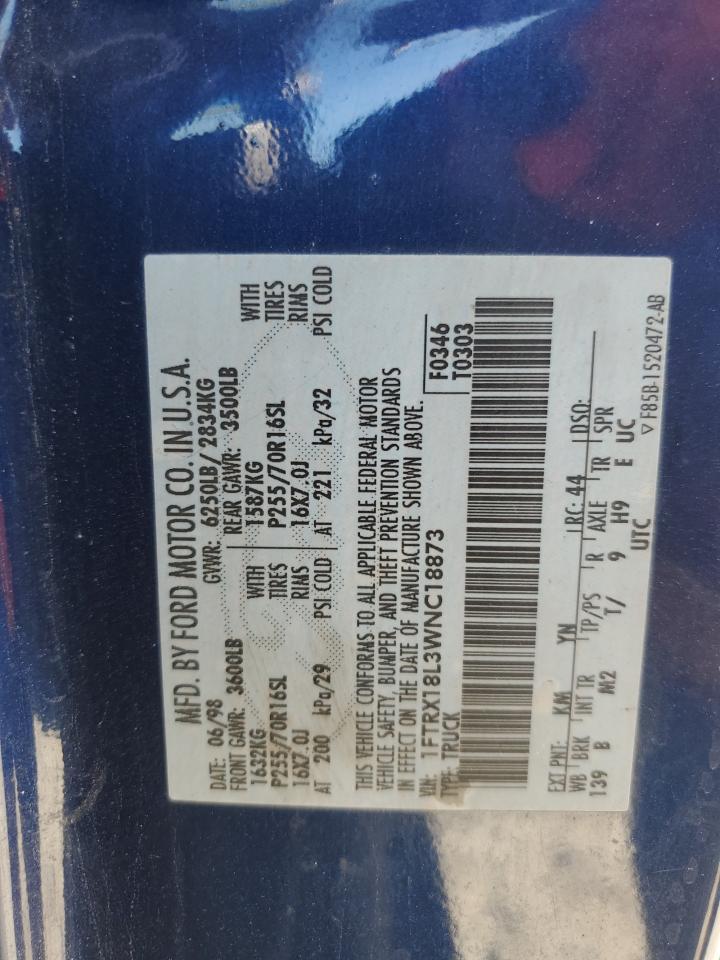 MFD. BY FORD MOTOR CO. IN U.S.A.
DATE: 06/98 GVWR: 6250LB/ 2834KG
FRONT GAWR: 3600LB REAR GAWR: 3500LB
1632KG WITH 1587KG WITH
P255/70R16SL TIRES P255/70R16SL TIRES
16X7.0J RIMS 16X7.0J RIMS
AT 200 kPa/29 PSI COLD AT 221 kPa/32 PSI COLD
THIS VEHICLE CONFORMS TO ALL APPLICABLE FEDERAL MOTOR
VEHICLE SAFETY, BUMPER, AND THEFT PREVENTION STANDARDS
IN EFFECT ON THE DATE OF MANUFACTURE SHOWN ABOVE.
VIN: 1FTRX18L3WNC18873 F0346
TYPE: TRUCK T0303
EXT PNT: KM YN RC: 44 DSO:
WB BRK INT TR TP/PS R AXLE TR SPR
139 B M2 T/ 9 H9 E UC
UTC
▽ F85B-1520472-AB